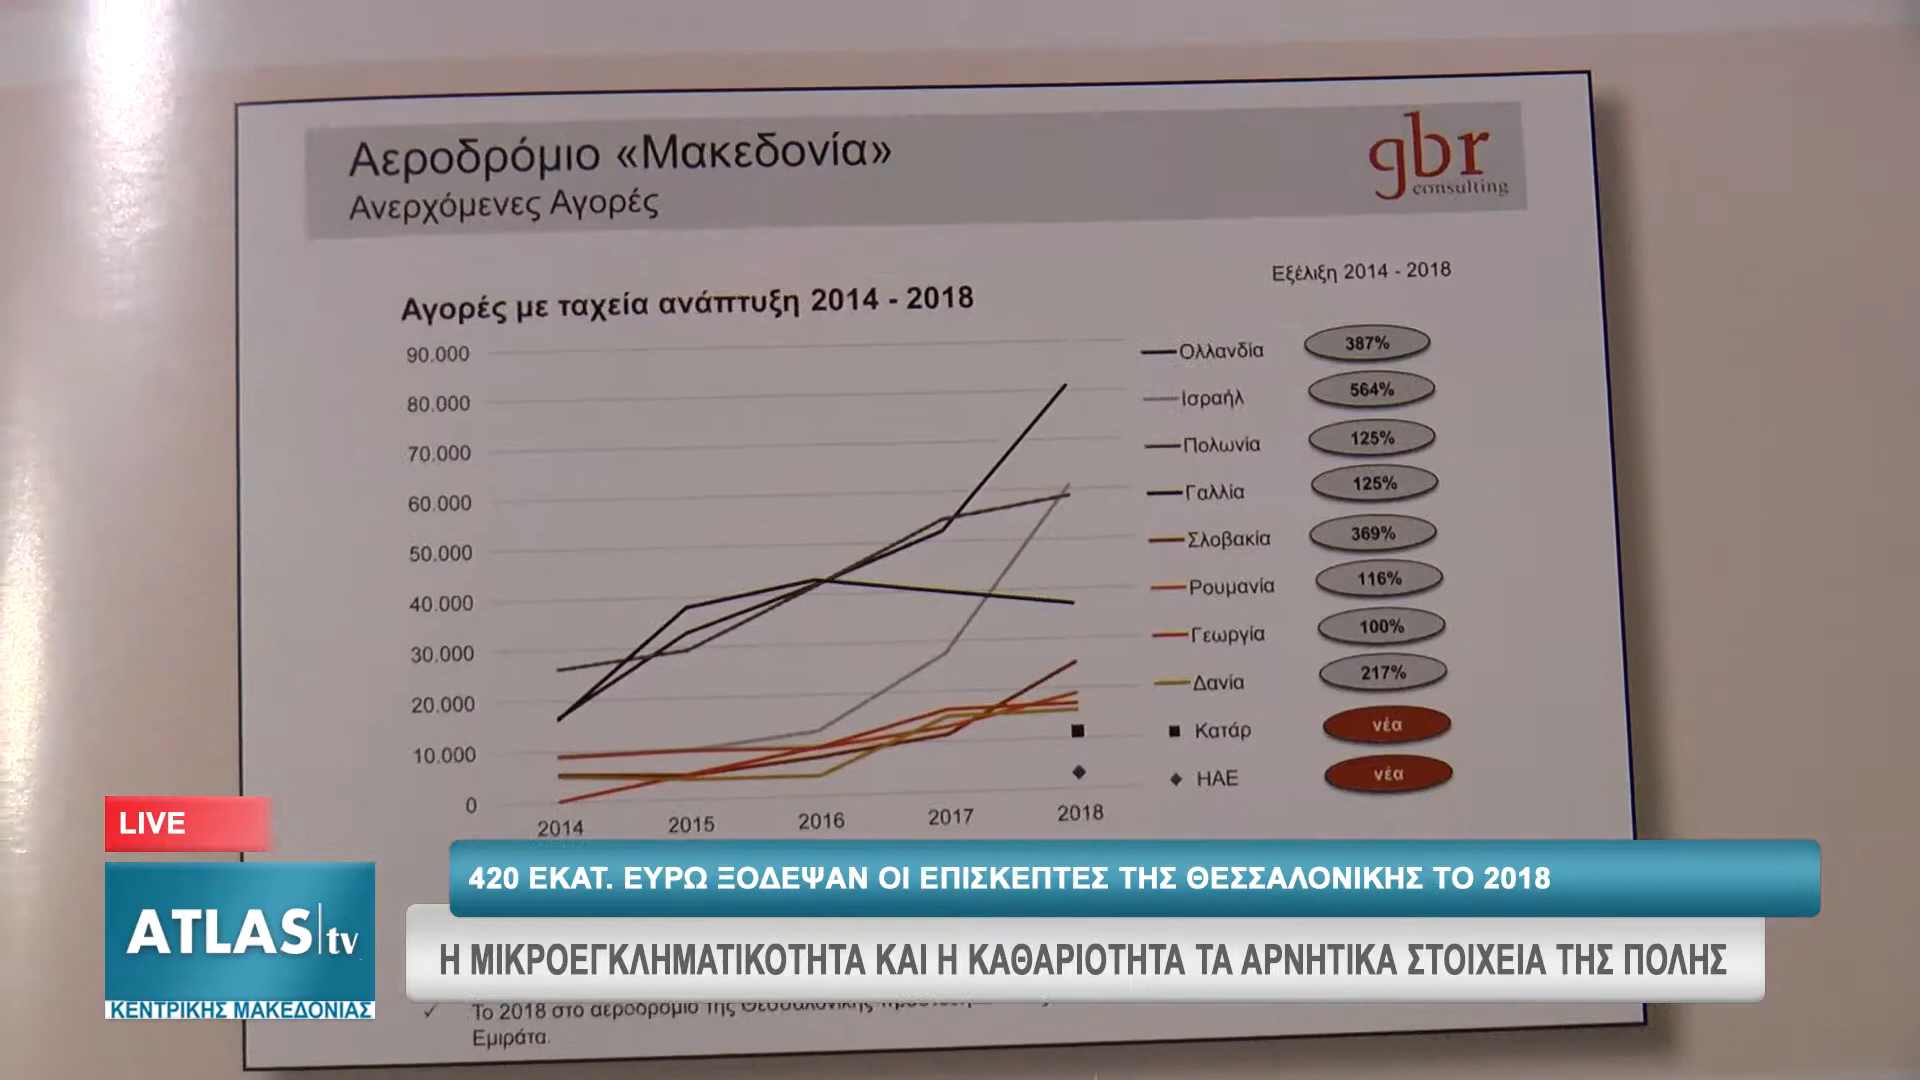 Αεροδρόμιο «Μακεδονία»
Ανερχόμενες Αγορές
gbr
consulting
Εξέλιξη 2014 - 2018
Αγορές με ταχεία ανάπτυξη 2014 - 2018
90.000
80.000
70.000
60.000
50.000
40.000
30.000
20.000
10.000
0
2014 2015 2016 2017 2018
Ολλανδία 387%
Ισραήλ 564%
Πολωνία 125%
Γαλλία 125%
Σλοβακία 369%
Ρουμανία 116%
Γεωργία 100%
Δανία 217%
Κατάρ νέα
ΗΑΕ νέα
LIVE
420 ΕΚΑΤ. ΕΥΡΩ ΞΟΔΕΨΑΝ ΟΙ ΕΠΙΣΚΕΠΤΕΣ ΤΗΣ ΘΕΣΣΑΛΟΝΙΚΗΣ ΤΟ 2018
ATLAS tv
ΚΕΝΤΡΙΚΗΣ ΜΑΚΕΔΟΝΙΑΣ
Η ΜΙΚΡΟΕΓΚΛΗΜΑΤΙΚΟΤΗΤΑ ΚΑΙ Η ΚΑΘΑΡΙΟΤΗΤΑ ΤΑ ΑΡΝΗΤΙΚΑ ΣΤΟΙΧΕΙΑ ΤΗΣ ΠΟΛΗΣ
✓ Το 2018 στο αεροδρόμιο της Θεσσαλονίκης
Εμιράτα.